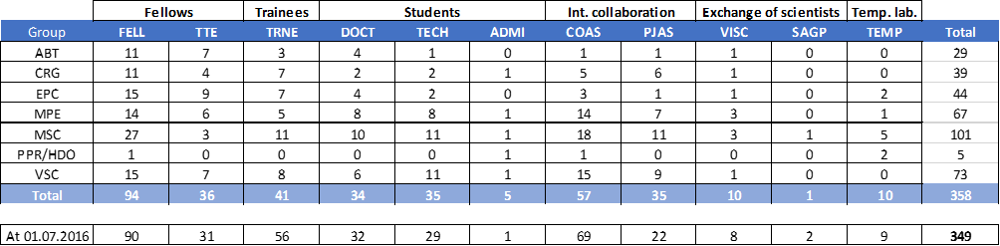 Fellows Trainees Students Int. collaboration Exchange of scientists Temp. lab.
Group FELL TTE TRNE DOCT TECH ADMI COAS PJAS VISC SAGP TEMP Total
ABT 11 7 3 4 1 0 1 1 1 0 0 29
CRG 11 4 7 2 2 1 5 6 1 0 0 39
EPC 15 9 7 4 2 0 3 1 1 0 2 44
MPE 14 6 5 8 8 1 14 7 3 0 1 67
MSC 27 3 11 10 11 1 18 11 3 1 5 101
PPR/HDO 1 0 0 0 0 1 1 0 0 0 2 5
VSC 15 7 8 6 11 1 15 9 1 0 0 73
Total 94 36 41 34 35 5 57 35 10 1 10 358
At 01.07.2016 90 31 56 32 29 1 69 22 8 2 9 349